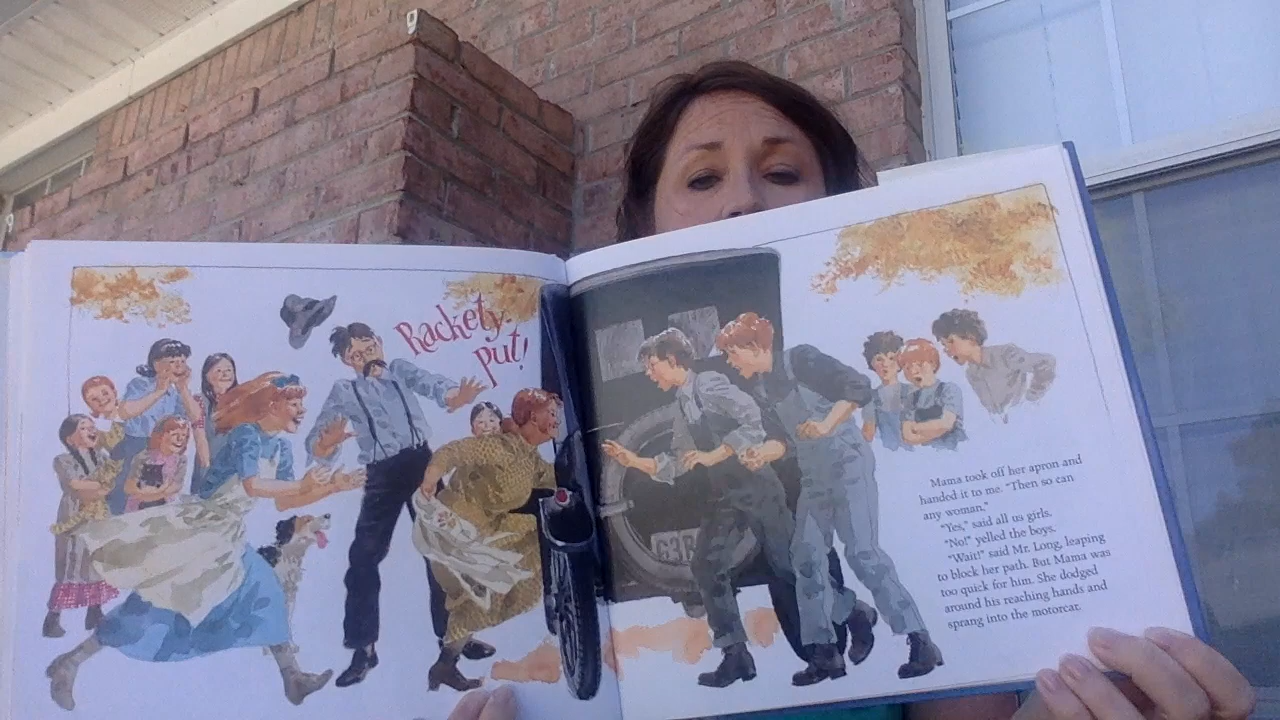 Rackety-
put!
Mama took off her apron and
handed it to me. "Then so can
any woman."
"Yes," said all us girls.
"No!" yelled the boys.
"Wait!" said Mr. Long, leaping
to block her path. But Mama was
too quick for him. She dodged
around his reaching hands and
sprang into the motorcar.